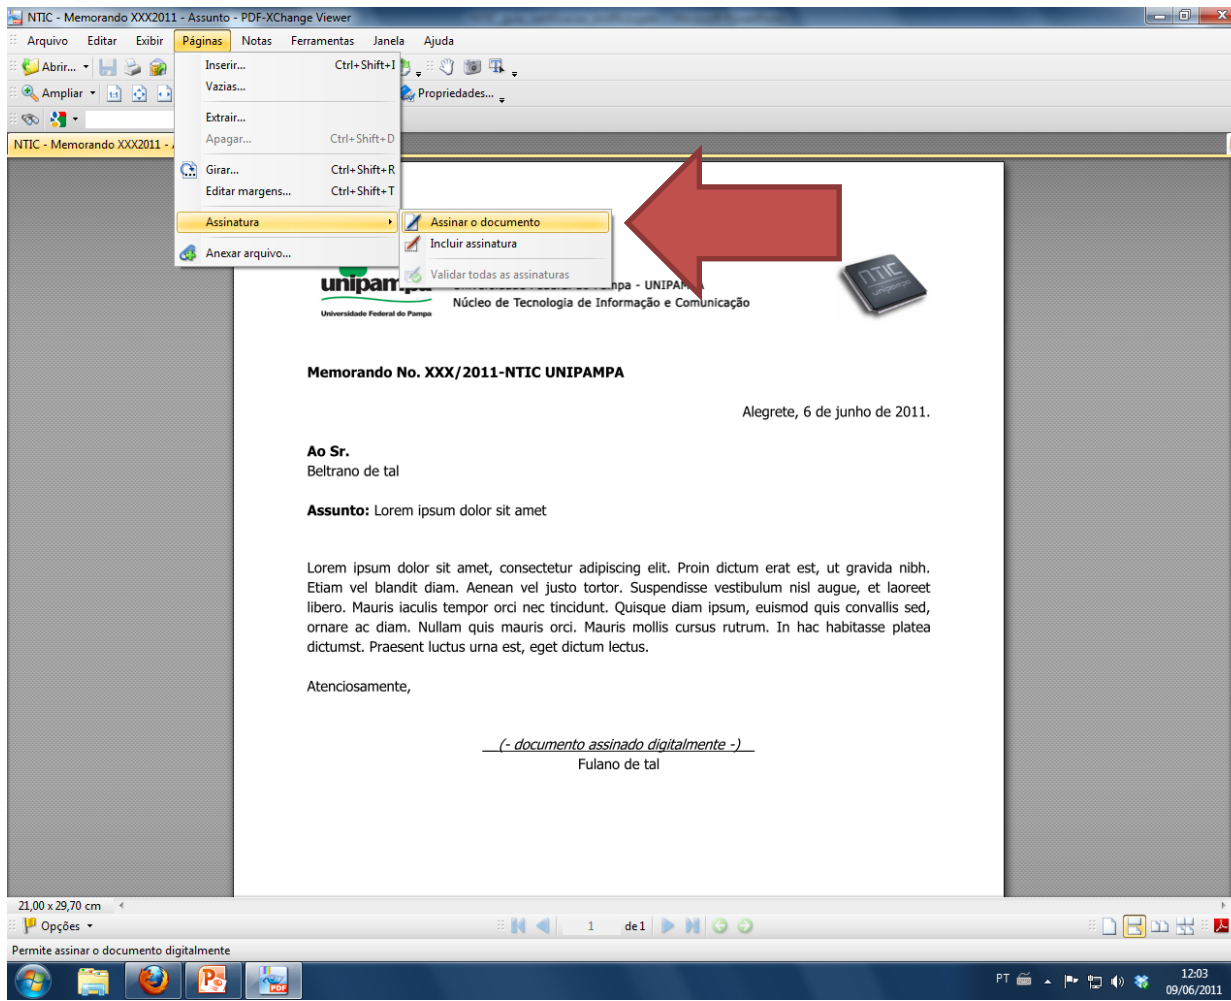 NTIC - Memorando XXX2011 - Assunto - PDF-XChange Viewer
Arquivo Editar Exibir Páginas Notas Ferramentas Janela Ajuda
Abrir...
Inserir... Ctrl+Shift+I
Ampliar
Vazias...
Propriedades...
Extrair...
NTIC - Memorando XXX2011 -
Apagar... Ctrl+Shift+D
Girar... Ctrl+Shift+R
Editar margens... Ctrl+Shift+T
Assinatura
Assinar o documento
Incluir assinatura
Anexar arquivo...
Validar todas as assinaturas
- UNIPAM
Núcleo de Tecnologia de Informação e Comunicação
Universidade Federal do Pampa
NTIC
unipampa
Memorando No. XXX/2011-NTIC UNIPAMPA
Alegrete, 6 de junho de 2011.
Ao Sr.
Beltrano de tal
Assunto: Lorem ipsum dolor sit amet
Lorem ipsum dolor sit amet, consectetur adipiscing elit. Proin dictum erat est, ut gravida nibh.
Etiam vel blandit diam. Aenean vel justo tortor. Suspendisse vestibulum nisl augue, et laoreet
libero. Mauris iaculis tempor orci nec tincidunt. Quisque diam ipsum, euismod quis convallis sed,
ornare ac diam. Nullam quis mauris orci. Mauris mollis cursus rutrum. In hac habitasse platea
dictumst. Praesent luctus urna est, eget dictum lectus.
Atenciosamente,
(- documento assinado digitalmente -)
Fulano de tal
21,00 x 29,70 cm
Opções
1 de 1
Permite assinar o documento digitalmente
PT
12:03
09/06/2011